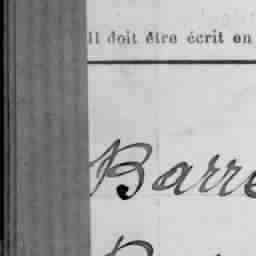 Il doit être écrit en
Barre